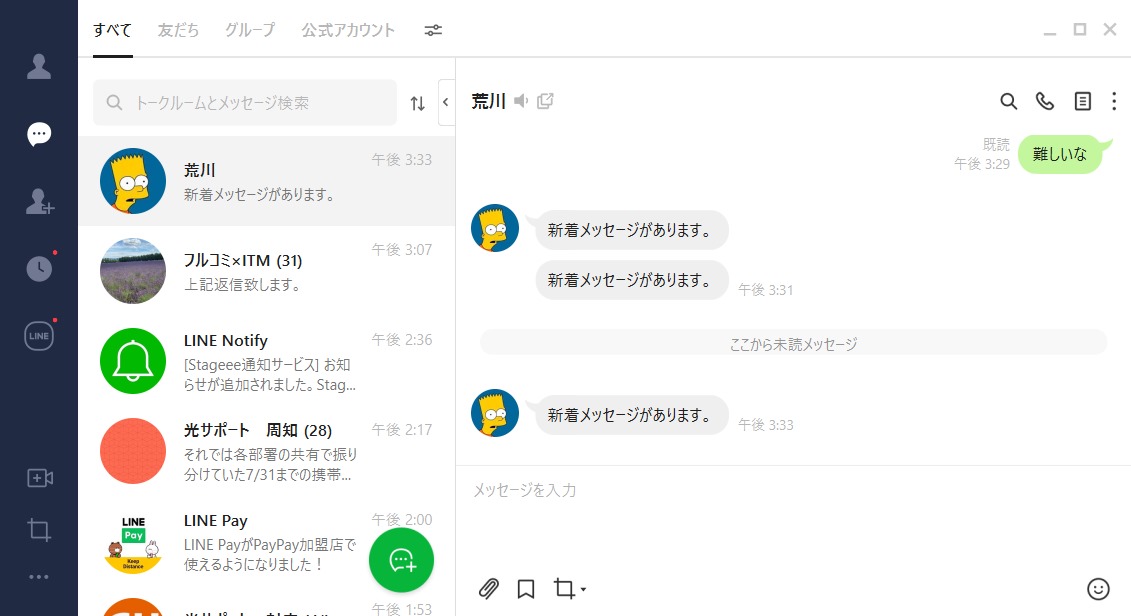 すべて 友だち グループ 公式アカウント
トークルームとメッセージ検索
荒川 午後 3:33
新着メッセージがあります。
フルコミ×ITM (31) 午後 3:07
上記返信致します。
LINE Notify 午後 2:36
[Stageee通知サービス] お知
らせが追加されました。Stag...
光サポート　周知 (28) 午後 2:17
それでは各部署の共有で振り
分けていた7/31までの携帯...
LINE Pay 午後 2:00
LINE PayがPayPay加盟店で
使えるようになりました！
午後 1:53
LINE
LINE
Pay
Keep
Distance
荒川
既読
午後 3:29
難しいな
新着メッセージがあります。
新着メッセージがあります。
午後 3:31
ここから未読メッセージ
新着メッセージがあります。
午後 3:33
メッセージを入力